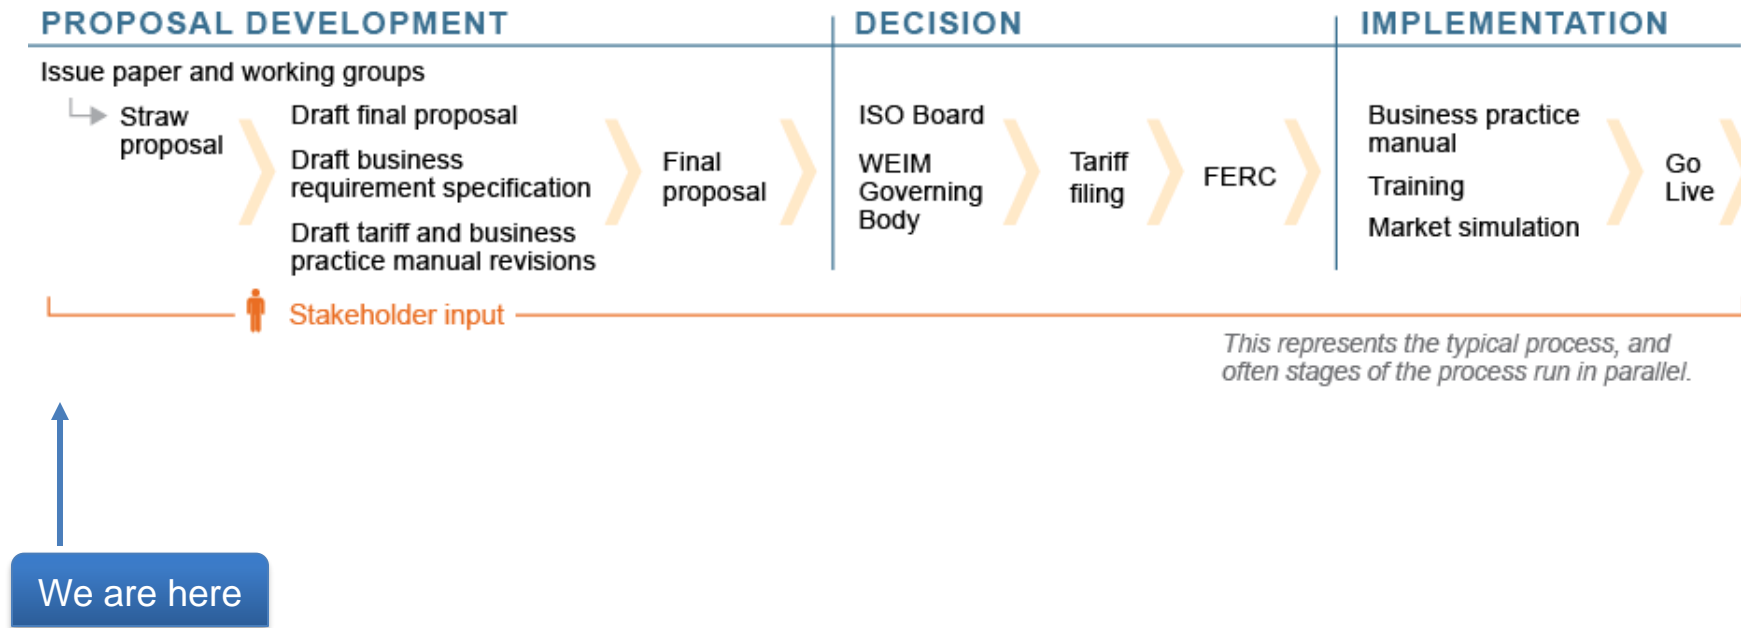 PROPOSAL DEVELOPMENT
Issue paper and working groups
Straw
proposal
Draft final proposal
Draft business
requirement specification
Draft tariff and business
practice manual revisions
Final
proposal
DECISION
ISO Board
WEIM
Governing
Body
Tariff
filing
FERC
IMPLEMENTATION
Business practice
manual
Training
Market simulation
Go
Live
Stakeholder input
This represents the typical process, and
often stages of the process run in parallel.
We are here